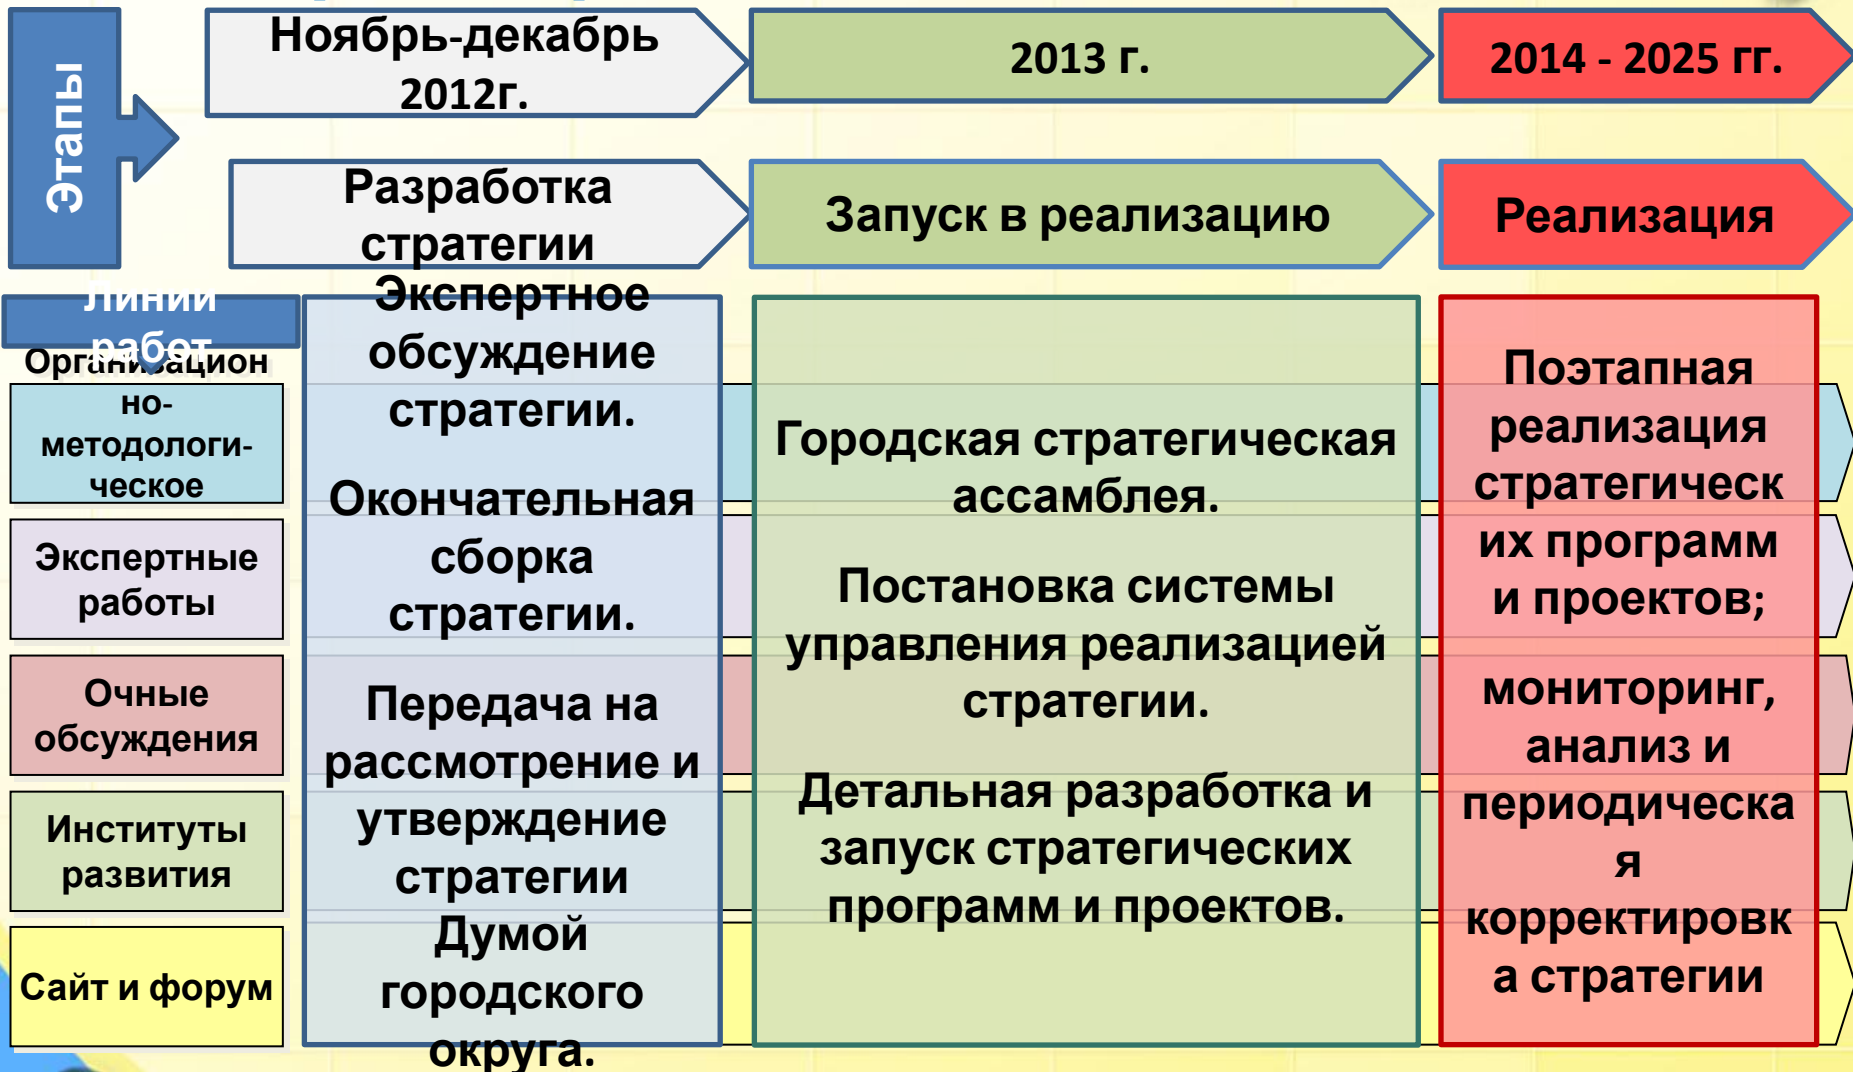 Этапы
Ноябрь-декабрь
2012г.
2013 г.
2014 - 2025 гг.
Разработка
стратегии
Запуск в реализацию
Реализация
Линии
работ
Организацион
но-
методологи-
ческое
Экспертные
работы
Очные
обсуждения
Институты
развития
Сайт и форум
Экспертное
обсуждение
стратегии.
Окончательная
сборка
стратегии.
Передача на
рассмотрение и
утверждение
стратегии
Думой
городского
округа.
Городская стратегическая
ассамблея.
Постановка системы
управления реализацией
стратегии.
Детальная разработка и
запуск стратегических
программ и проектов.
Поэтапная
реализация
стратегическ
их программ
и проектов;
мониторинг,
анализ и
периодическа
я
корректировк
а стратегии